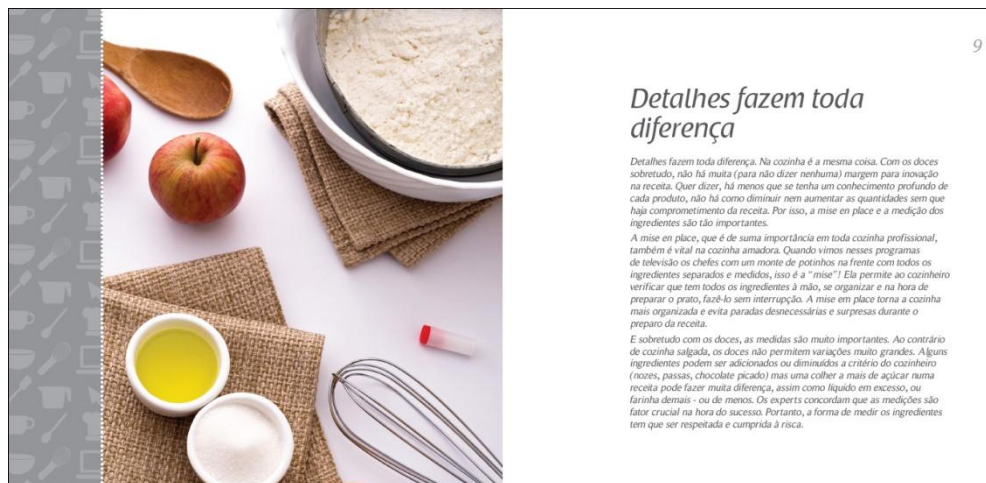 9
Detalhes fazem toda
diferença
Detalhes fazem toda diferença. Na cozinha é a mesma coisa. Com os doces
sobretudo, não há muita (para não dizer nenhuma) margem para inovação
na receita. Quer dizer, há menos que se tenha um conhecimento profundo de
cada produto, não há como diminuir nem aumentar as quantidades sem que
haja comprometimento da receita. Por isso, a mise en place e a medição dos
ingredientes são tão importantes.
A mise en place, que é de suma importância em toda cozinha profissional,
também é vital na cozinha amadora. Quando vimos nesses programas
de televisão os chefes com um monte de potinhos na frente com todos os
ingredientes separados e medidos, isso é a "mise"! Ela permite ao cozinheiro
verificar que tem todos os ingredientes à mão, se organizar e na hora de
preparar o prato, fazê-lo sem interrupção. A mise em place torna a cozinha
mais organizada e evita paradas desnecessárias e surpresas durante o
preparo da receita.
E sobretudo com os doces, as medidas são muito importantes. Ao contrário
de cozinha salgada, os doces não permitem variações muito grandes. Alguns
ingredientes podem ser adicionados ou diminuídos a critério do cozinheiro
(nozes, passas, chocolate picado) mas uma colher a mais de açúcar numa
receita pode fazer muita diferença, assim como líquido em excesso, ou
farinha demais - ou de menos. Os experts concordam que as medições são
fator crucial na hora do sucesso. Portanto, a forma de medir os ingredientes
tem que ser respeitada e cumprida à risca.